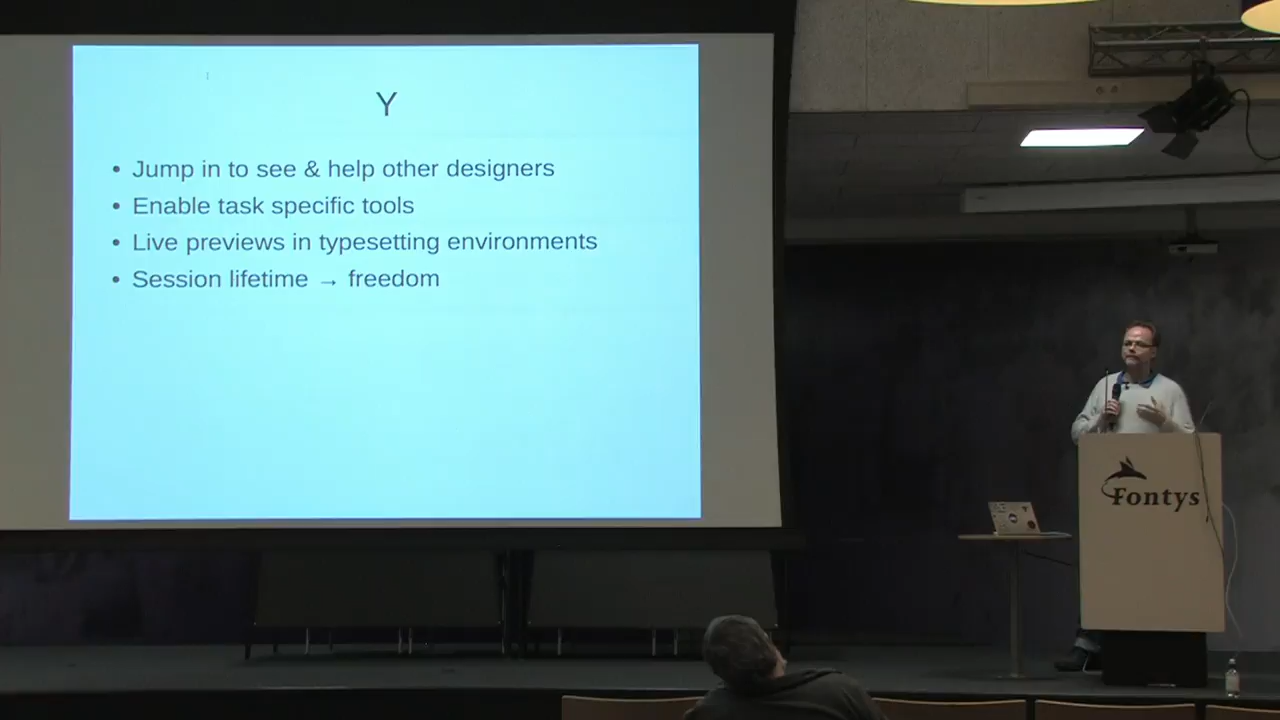 Y
• Jump in to see & help other designers
• Enable task specific tools
• Live previews in typesetting environments
• Session lifetime → freedom
Fontys